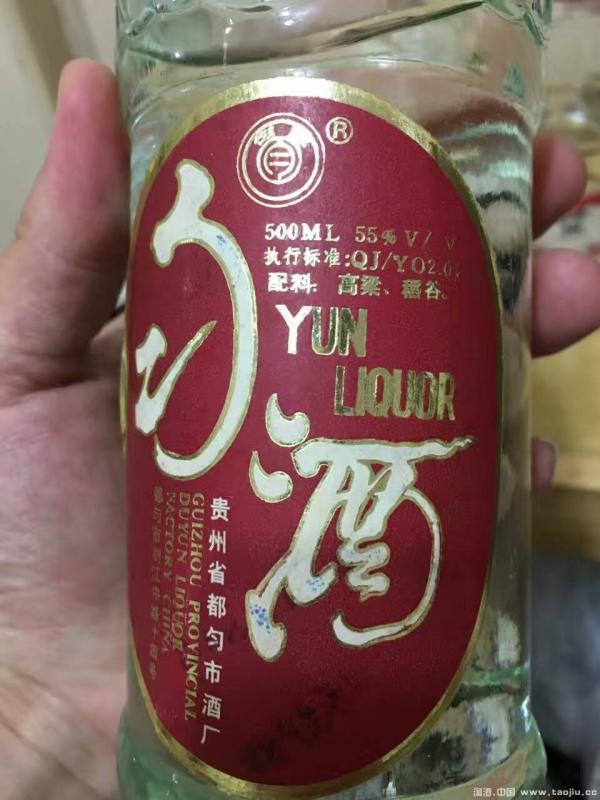 ®
500ML 55% V/V
执行标准:QJ/YO2.0
配料: 高粱、稻谷。
匀酒
YUN
LIQUOR
贵州省都匀市酒厂
GUIZHOU PROVINCIAL
DUYUN LIQUOR
FACTORY, CHINA
淘酒.中国 www.taojiu.cc